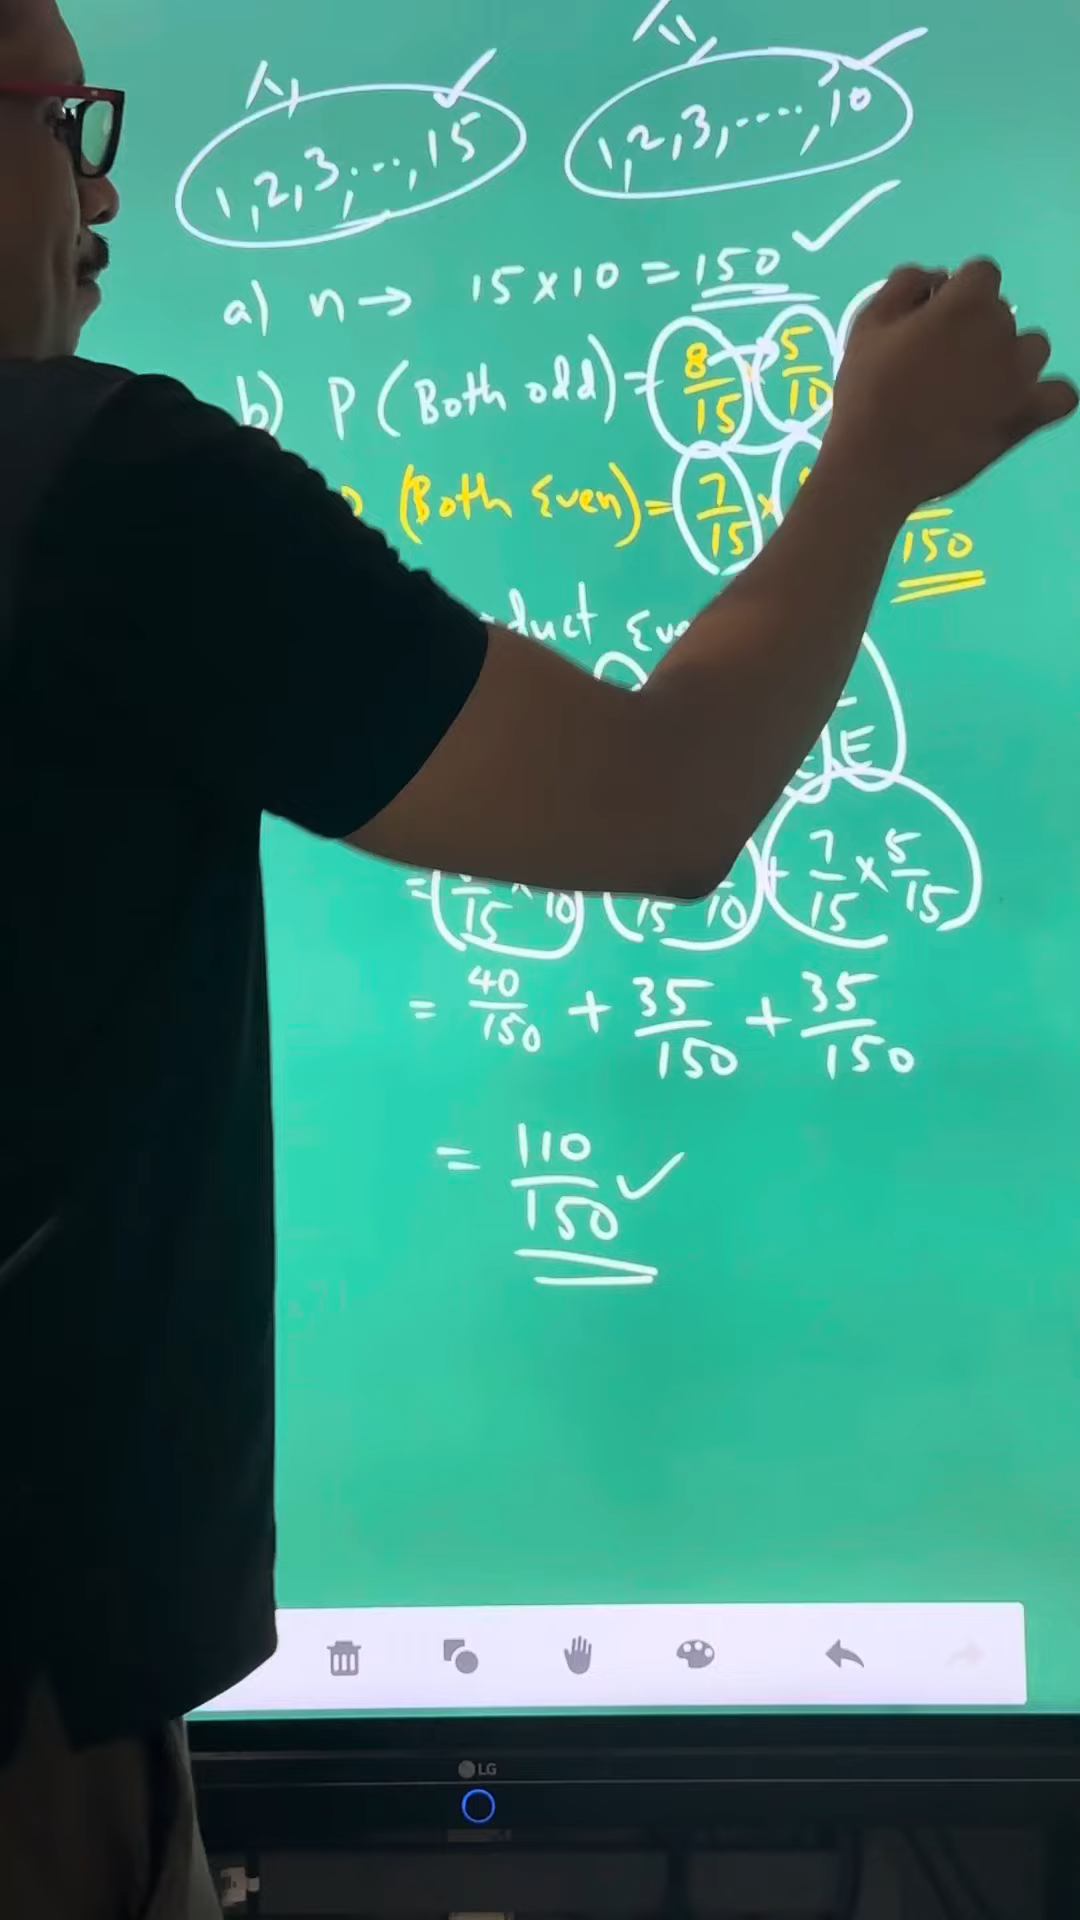 1,2,3,...,15 1,2,3,....,10
a) n → 15×10 = 150
b) P(Both odd) = 8/15 × 5/10
(Both Even) = 7/15 ×
150
duct Eve
E
= 15 × 10 15 10 + 7/15 × 5/15
= 40/150 + 35/150 + 35/150
= 110/150
LG